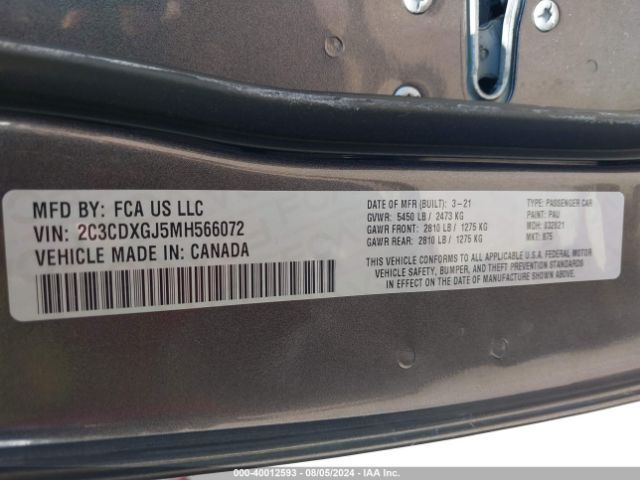 MFD BY: FCA US LLC
VIN: 2C3CDXGJ5MH566072
VEHICLE MADE IN: CANADA
DATE OF MFR (BUILT): 3-21
GVWR: 5450 LB / 2473 KG
GAWR FRONT: 2810 LB / 1275 KG
GAWR REAR: 2810 LB / 1275 KG
TYPE: PASSENGER CAR
PAINT: PAU
MDH: 032621
MKT: B75
THIS VEHICLE CONFORMS TO ALL APPLICABLE U.S.A. FEDERAL MOTOR
VEHICLE SAFETY, BUMPER, AND THEFT PREVENTION STANDARDS
IN EFFECT ON THE DATE OF MANUFACTURE SHOWN ABOVE.
000-40012593 - 08/05/2024 - IAA Inc.